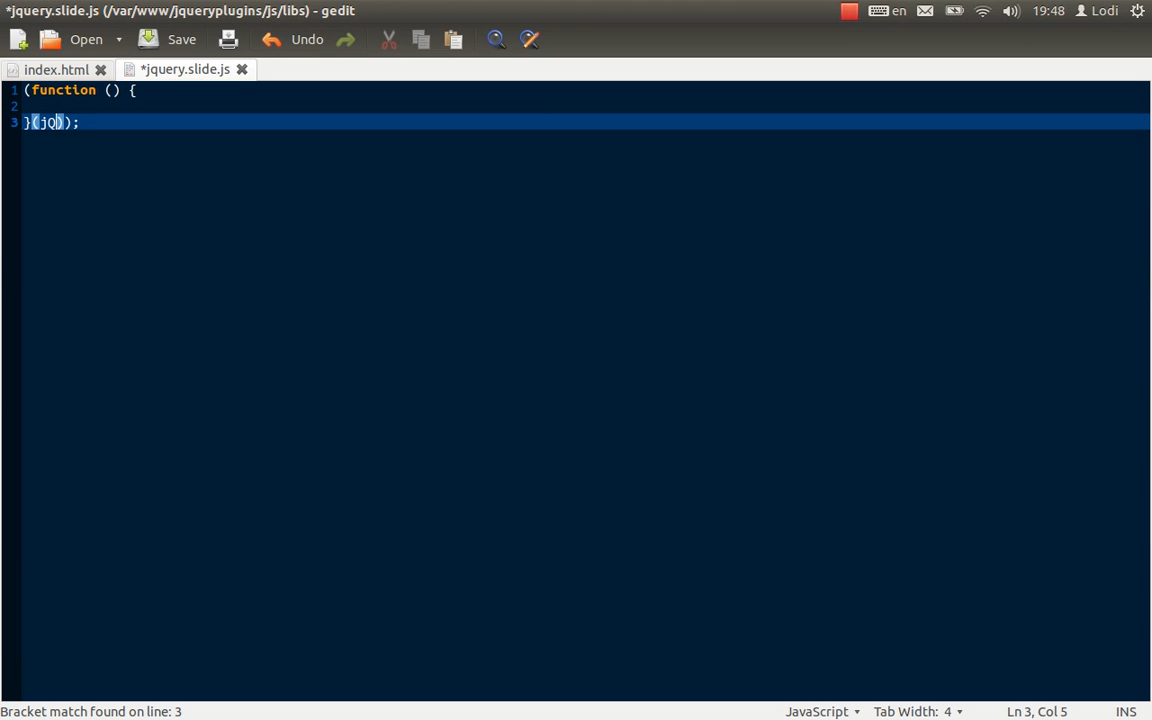 *jquery.slide.js (/var/www/jqueryplugins/js/libs) - gedit
en 19:48 Lodi
Open Save Undo
index.html *jquery.slide.js
1 (function () {
2
3 }(jQ));
Bracket match found on line: 3 JavaScript Tab Width: 4 Ln 3, Col 5 INS